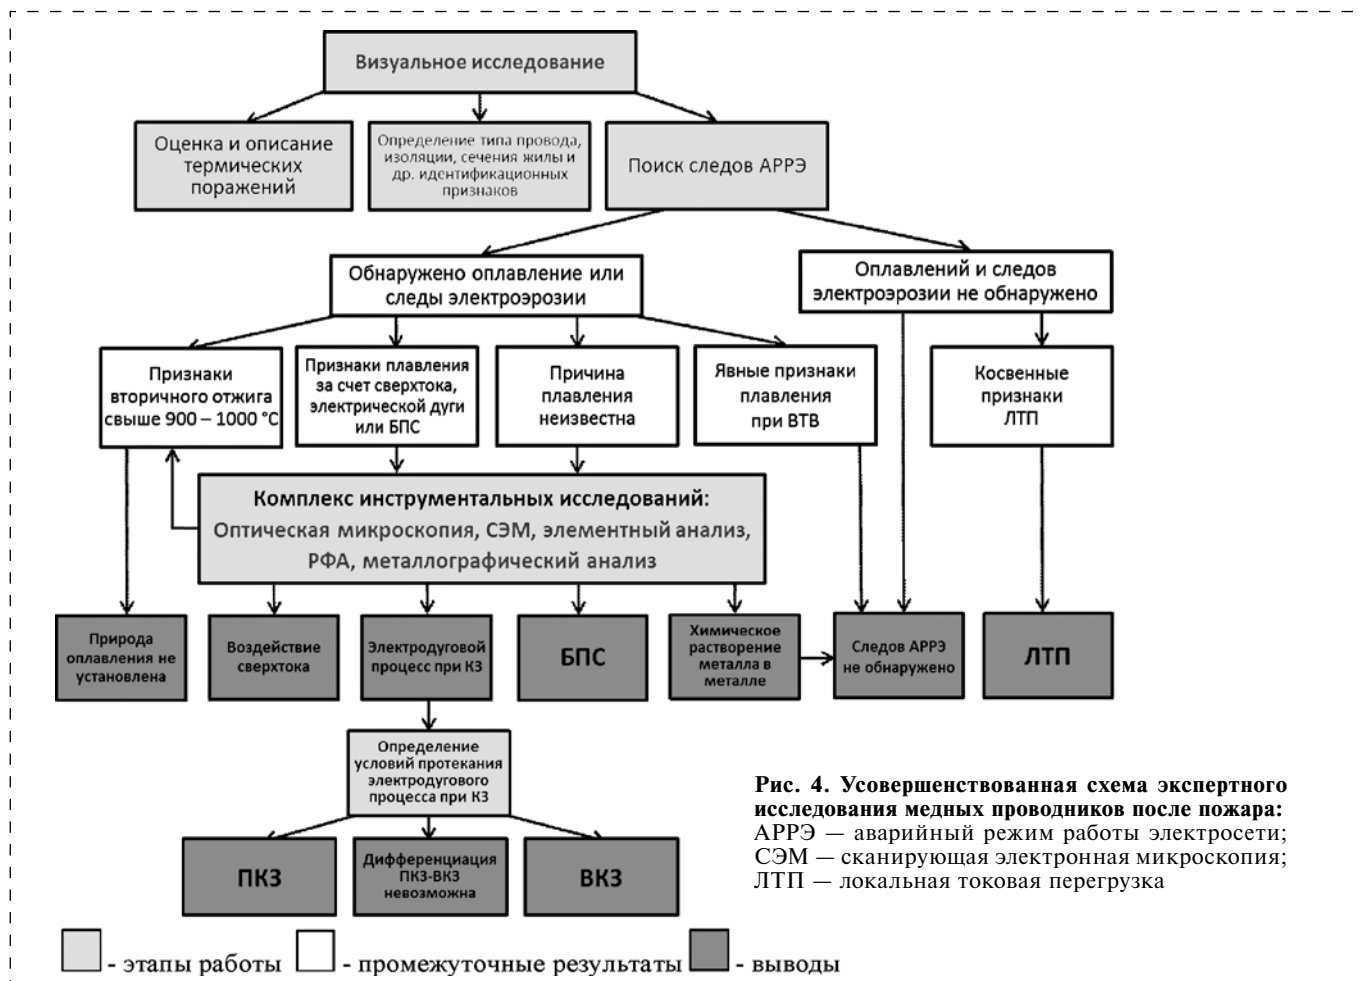 Визуальное исследование
Оценка и описание
термических
поражений
Определение типа провода,
изоляции, сечения жилы и
др. идентификационных
признаков
Поиск следов АРРЭ
Обнаружено оплавление или
следы электроэрозии
Оплавлений и следов
электроэрозии не обнаружено
Признаки
вторичного отжига
свыше 900 – 1000 °С
Признаки плавления
за счет сверхтока,
электрической дуги
или БПС
Причина
плавления
неизвестна
Явные признаки
плавления
при ВТВ
Косвенные
признаки
ЛТП
Комплекс инструментальных исследований:
Оптическая микроскопия, СЭМ, элементный анализ,
РФА, металлографический анализ
Природа
оплавления не
установлена
Воздействие
сверхтока
Электродуговой
процесс при КЗ
БПС
Химическое
растворение
металла в
металле
Следов АРРЭ
не обнаружено
ЛТП
Определение
условий протекания
электродугового
процесса при КЗ
ПКЗ
Дифференциация
ПКЗ-ВКЗ
невозможна
ВКЗ
Рис. 4. Усовершенствованная схема экспертного
исследования медных проводников после пожара:
АРРЭ — аварийный режим работы электросети;
СЭМ — сканирующая электронная микроскопия;
ЛТП — локальная токовая перегрузка
- этапы работы - промежуточные результаты - выводы